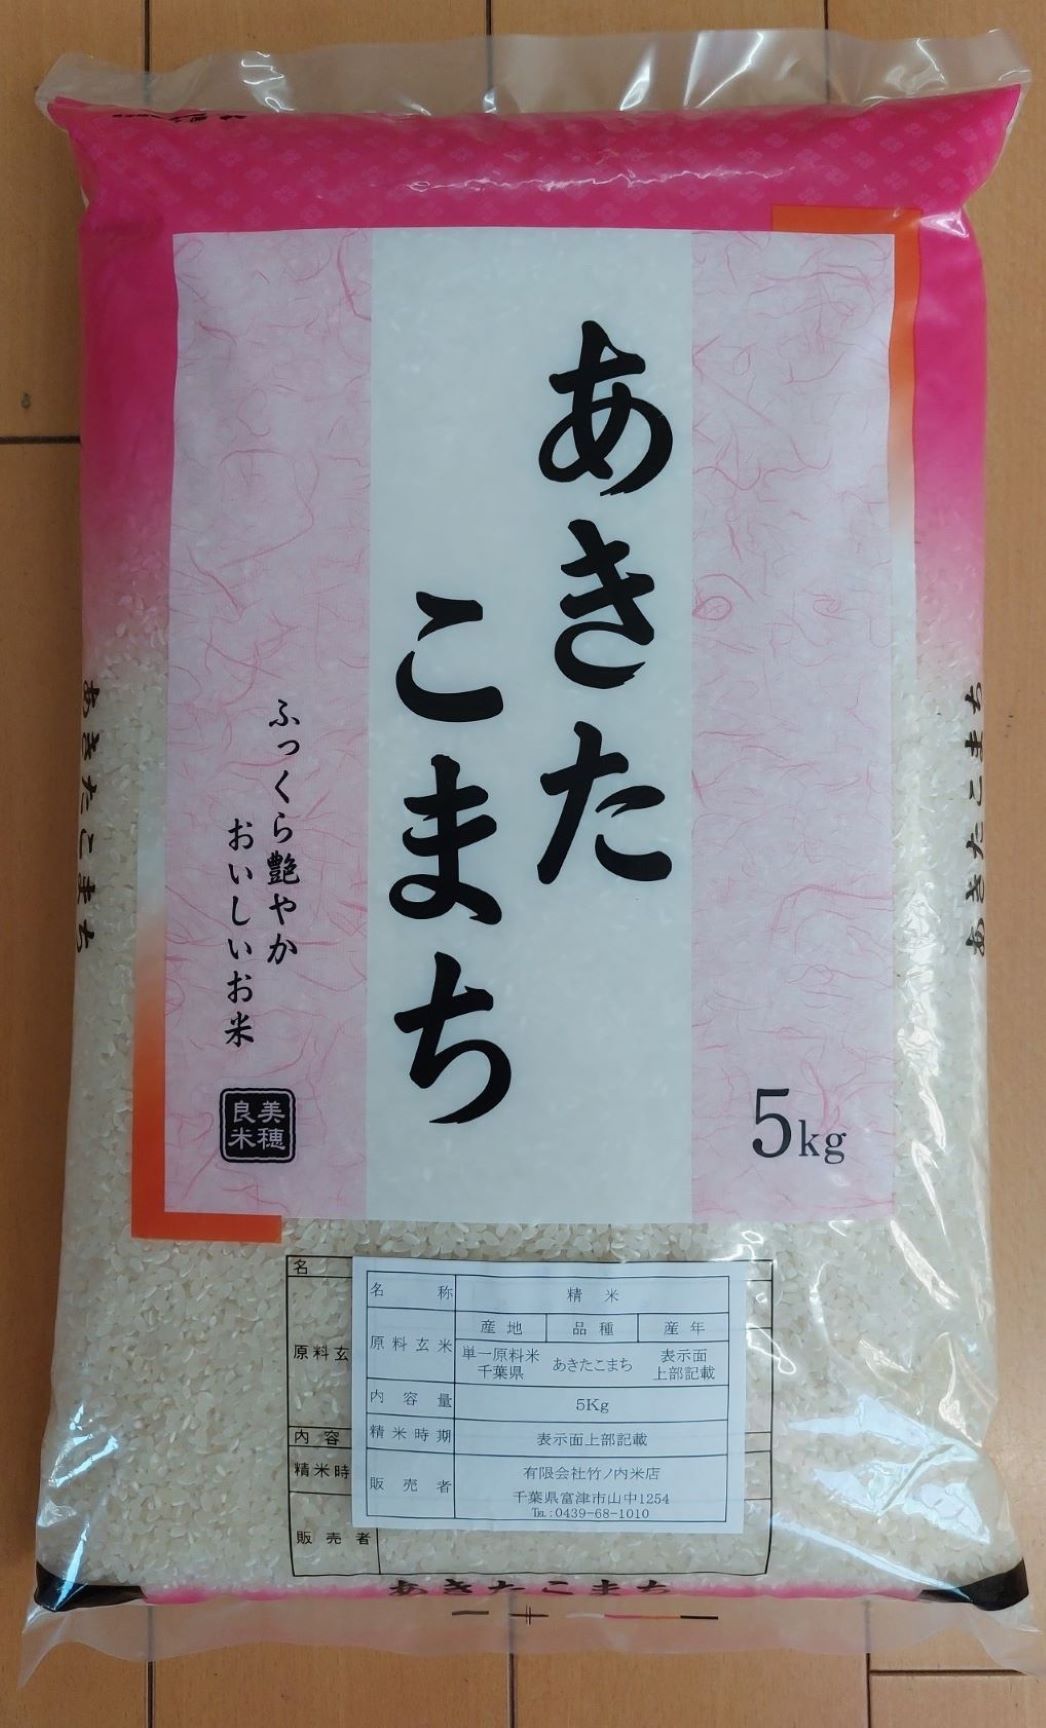 あきた
こまち
ふっくら艶やか
おいしいお米
美穂
良米
5kg
あきたこまち
あきたこまち
名
原料玄
内容
精米時
販売者
名称 精米
原料玄米 産地 品種 産年
単一原料米
千葉県 あきたこまち 表示面
上部記載
内容量 5Kg
精米時期 表示面上部記載
販売者 有限会社竹ノ内米店
千葉県富津市山中1254
℡:0439-68-1010
あきたこまち